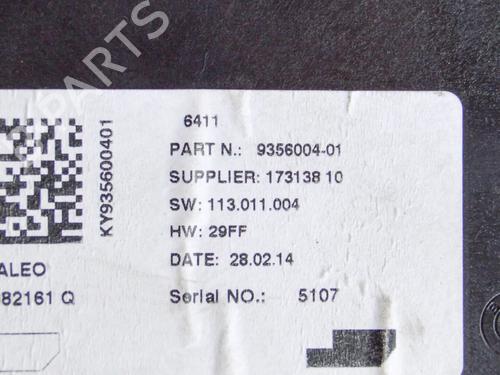 PARTS
6411
PART N.: 9356004-01
SUPPLIER: 173138 10
SW: 113.011.004
HW: 29FF
DATE: 28.02.14
Serial NO.: 5107
KY935600401
ALEO
82161 Q